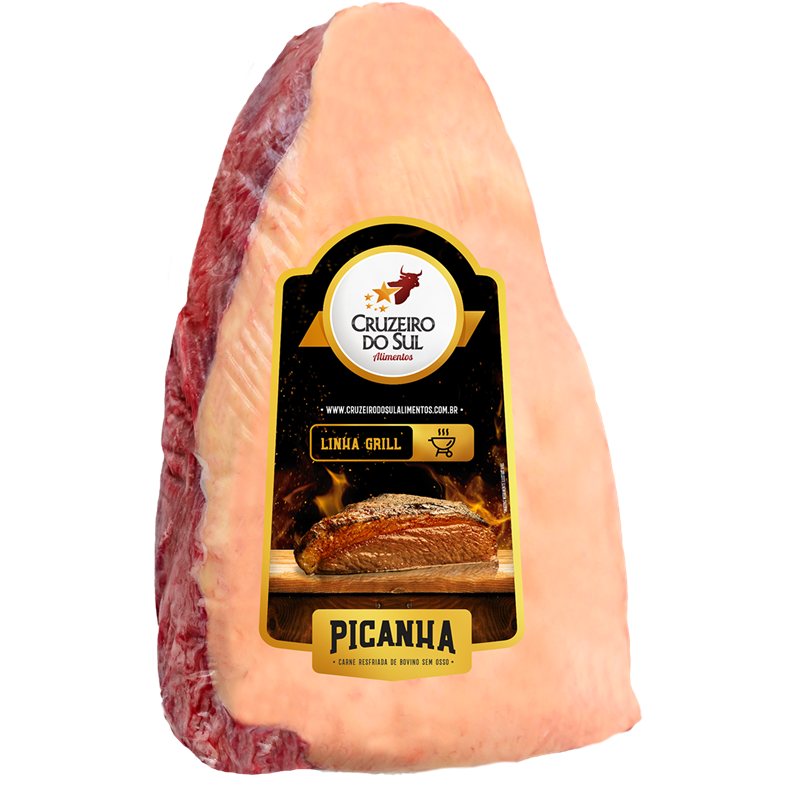 CRUZEIRO
DO SUL
Alimentos
• WWW.CRUZEIRODOSULALIMENTOS.COM.BR •
LINHA GRILL
PICANHA
• CARNE RESFRIADA DE BOVINO SEM OSSO •